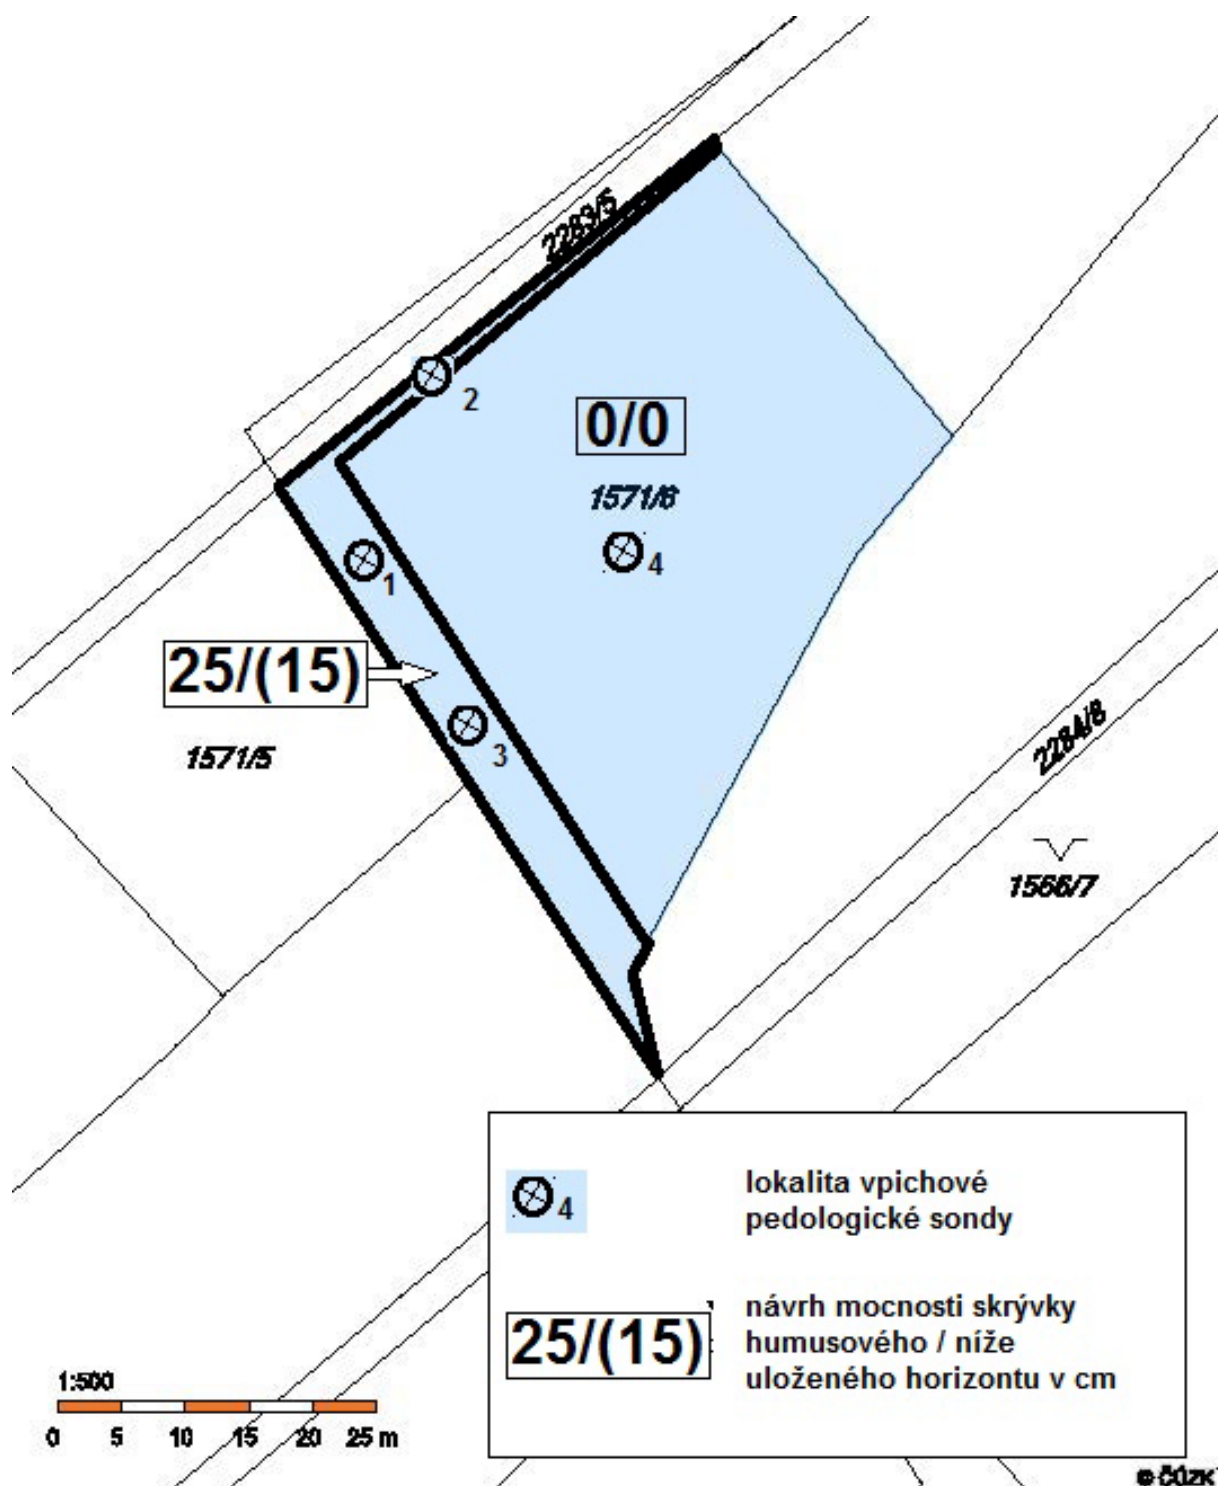 2283/5
2
0/0
1571/6
4
1
25/(15)
3
1571/5
2284/8
1566/7
4
lokalita vpichové
pedologické sondy
25/(15)
návrh mocnosti skrývky
humusového / níže
uloženého horizontu v cm
1:500
0 5 10 15 20 25 m
© ČÚZK